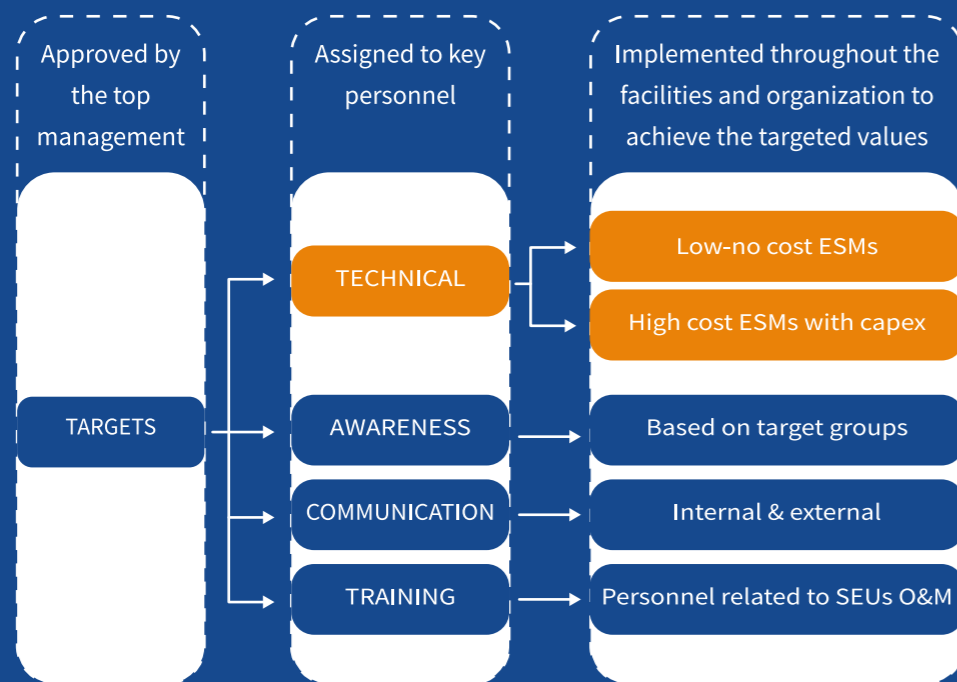 Approved by
the top
management
Assigned to key
personnel
Implemented throughout the
facilities and organization to
achieve the targeted values
TARGETS
TECHNICAL
Low-no cost ESMs
High cost ESMs with capex
AWARENESS
Based on target groups
COMMUNICATION
Internal & external
TRAINING
Personnel related to SEUs O&M